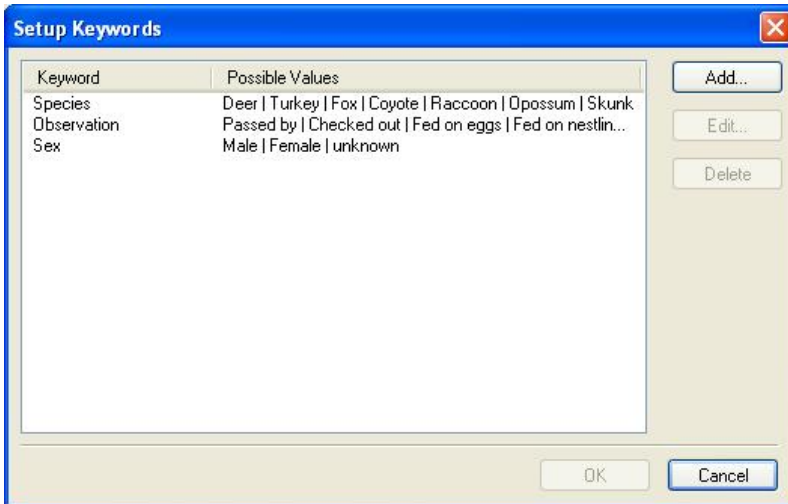 Setup Keywords
Keyword Possible Values
Species Deer | Turkey | Fox | Coyote | Raccoon | Opossum | Skunk
Observation Passed by | Checked out | Fed on eggs | Fed on nestlin...
Sex Male | Female | unknown
Add...
Edit...
Delete
OK Cancel